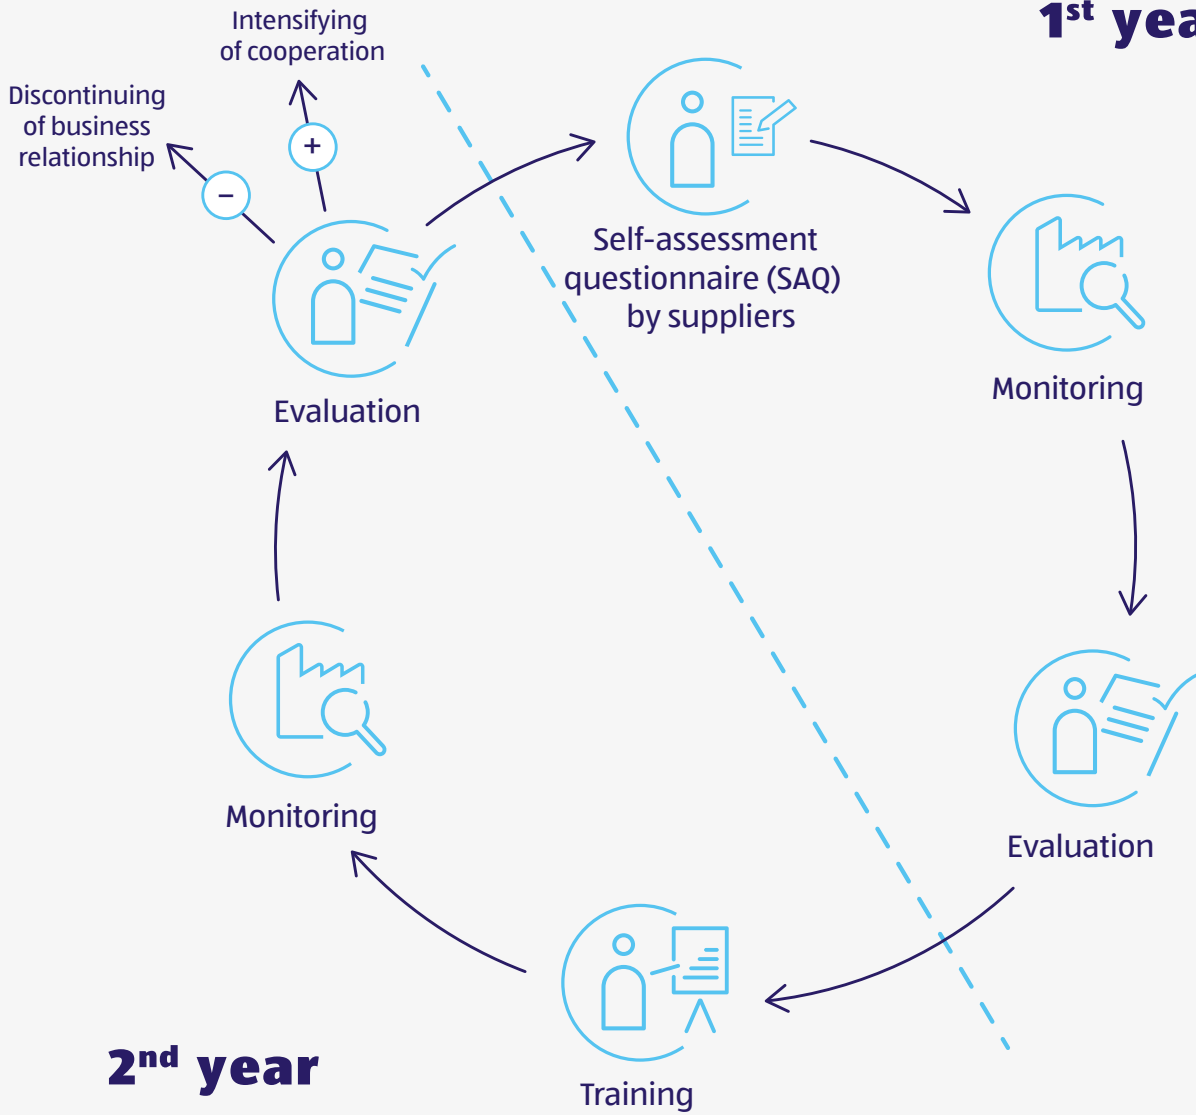 1st yea
Intensifying
of cooperation
Discontinuing
of business
relationship
+
–
Self-assessment
questionnaire (SAQ)
by suppliers
Monitoring
Evaluation
Evaluation
Monitoring
Training
2nd year